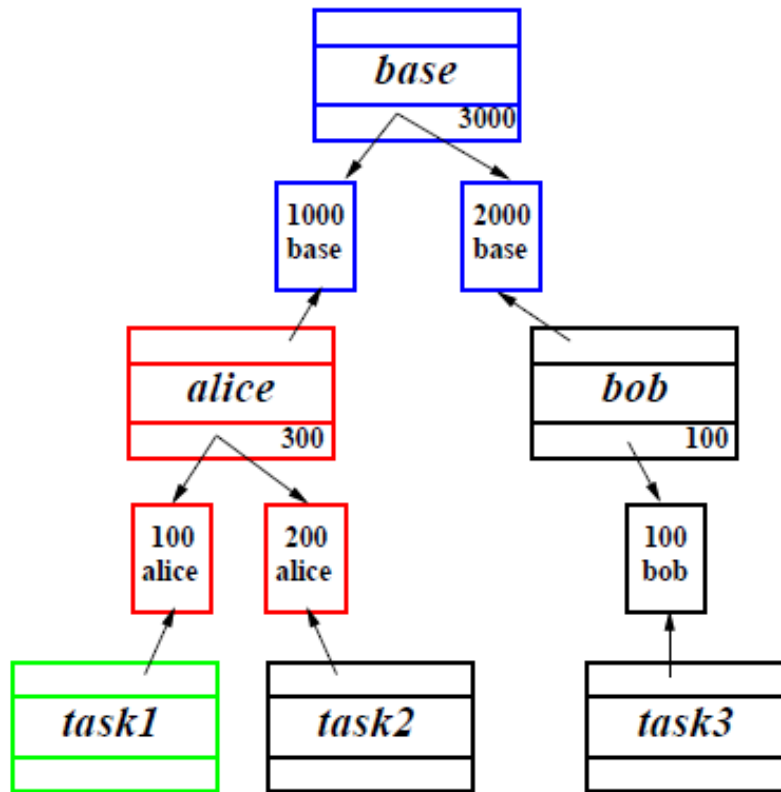 base
3000
1000
base
2000
base
alice
300
bob
100
100
alice
200
alice
100
bob
task1
task2
task3